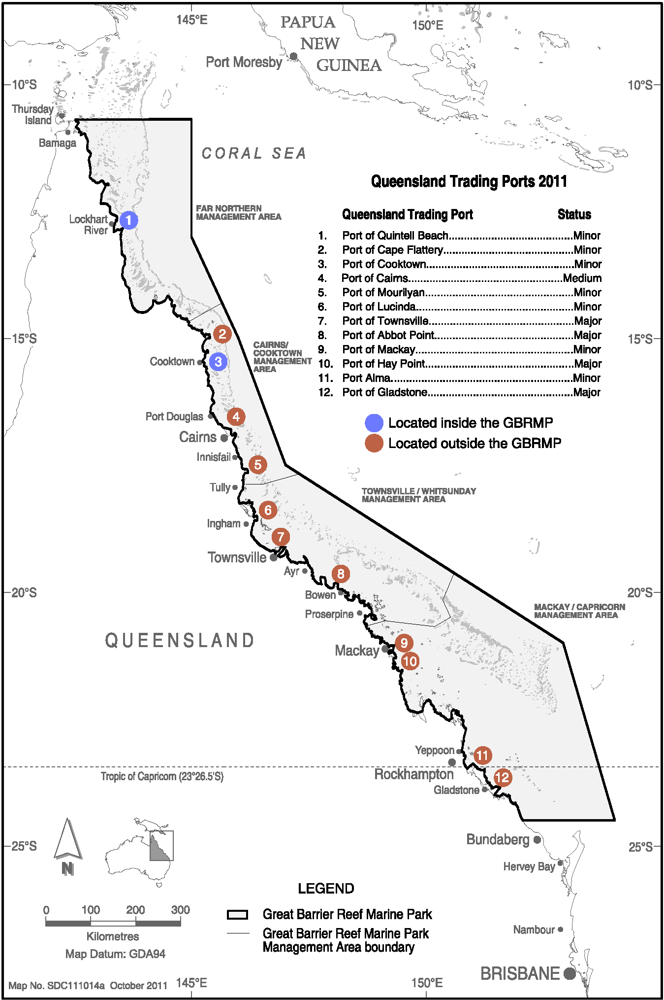 145°E
150°E
PAPUA
NEW
GUINEA
Port Moresby
10°S
10°S
Thursday
Island
Bamaga
CORAL SEA
Queensland Trading Ports 2011
Queensland Trading Port Status
1. Port of Quintell Beach Minor
2. Port of Cape Flattery Minor
3. Port of Cooktown Minor
4. Port of Cairns Medium
5. Port of Mourilyan Minor
6. Port of Lucinda Minor
7. Port of Townsville Major
8. Port of Abbot Point Major
9. Port of Mackay Minor
10. Port of Hay Point Major
11. Port Alma Minor
12. Port of Gladstone Major
Located inside the GBRMP
Located outside the GBRMP
FAR NORTHERN
MANAGEMENT AREA
Lockhart
River
1
15°S
15°S
2
CAIRNS/
COOKTOWN
MANAGEMENT
AREA
Cooktown
3
Port Douglas
4
Cairns
Innisfail
5
Tully
TOWNSVILLE / WHITSUNDAY
MANAGEMENT AREA
6
Ingham
7
Townsville
Ayr
8
20°S
20°S
Bowen
Proserpine
MACKAY / CAPRICORN
MANAGEMENT AREA
QUEENSLAND
9
Mackay
10
Yeppoon
11
Rockhampton
Tropic of Capricorn (23°26.5'S)
12
Gladstone
25°S
25°S
Bundaberg
Hervey Bay
N
LEGEND
Great Barrier Reef Marine Park
Great Barrier Reef Marine Park
Management Area boundary
0 100 200 300
Kilometres
Map Datum: GDA94
Nambour
BRISBANE
Map No. SDC111014a October 2011
145°E
150°E